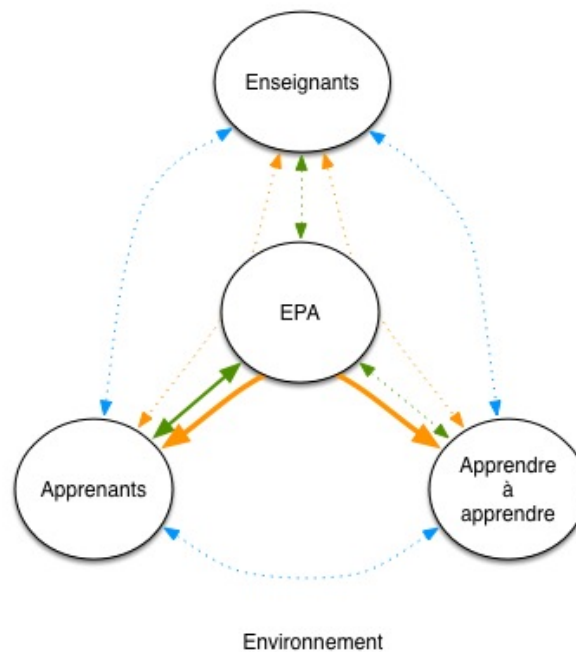 Enseignants
EPA
Apprenants
Apprendre
à
apprendre
Environnement